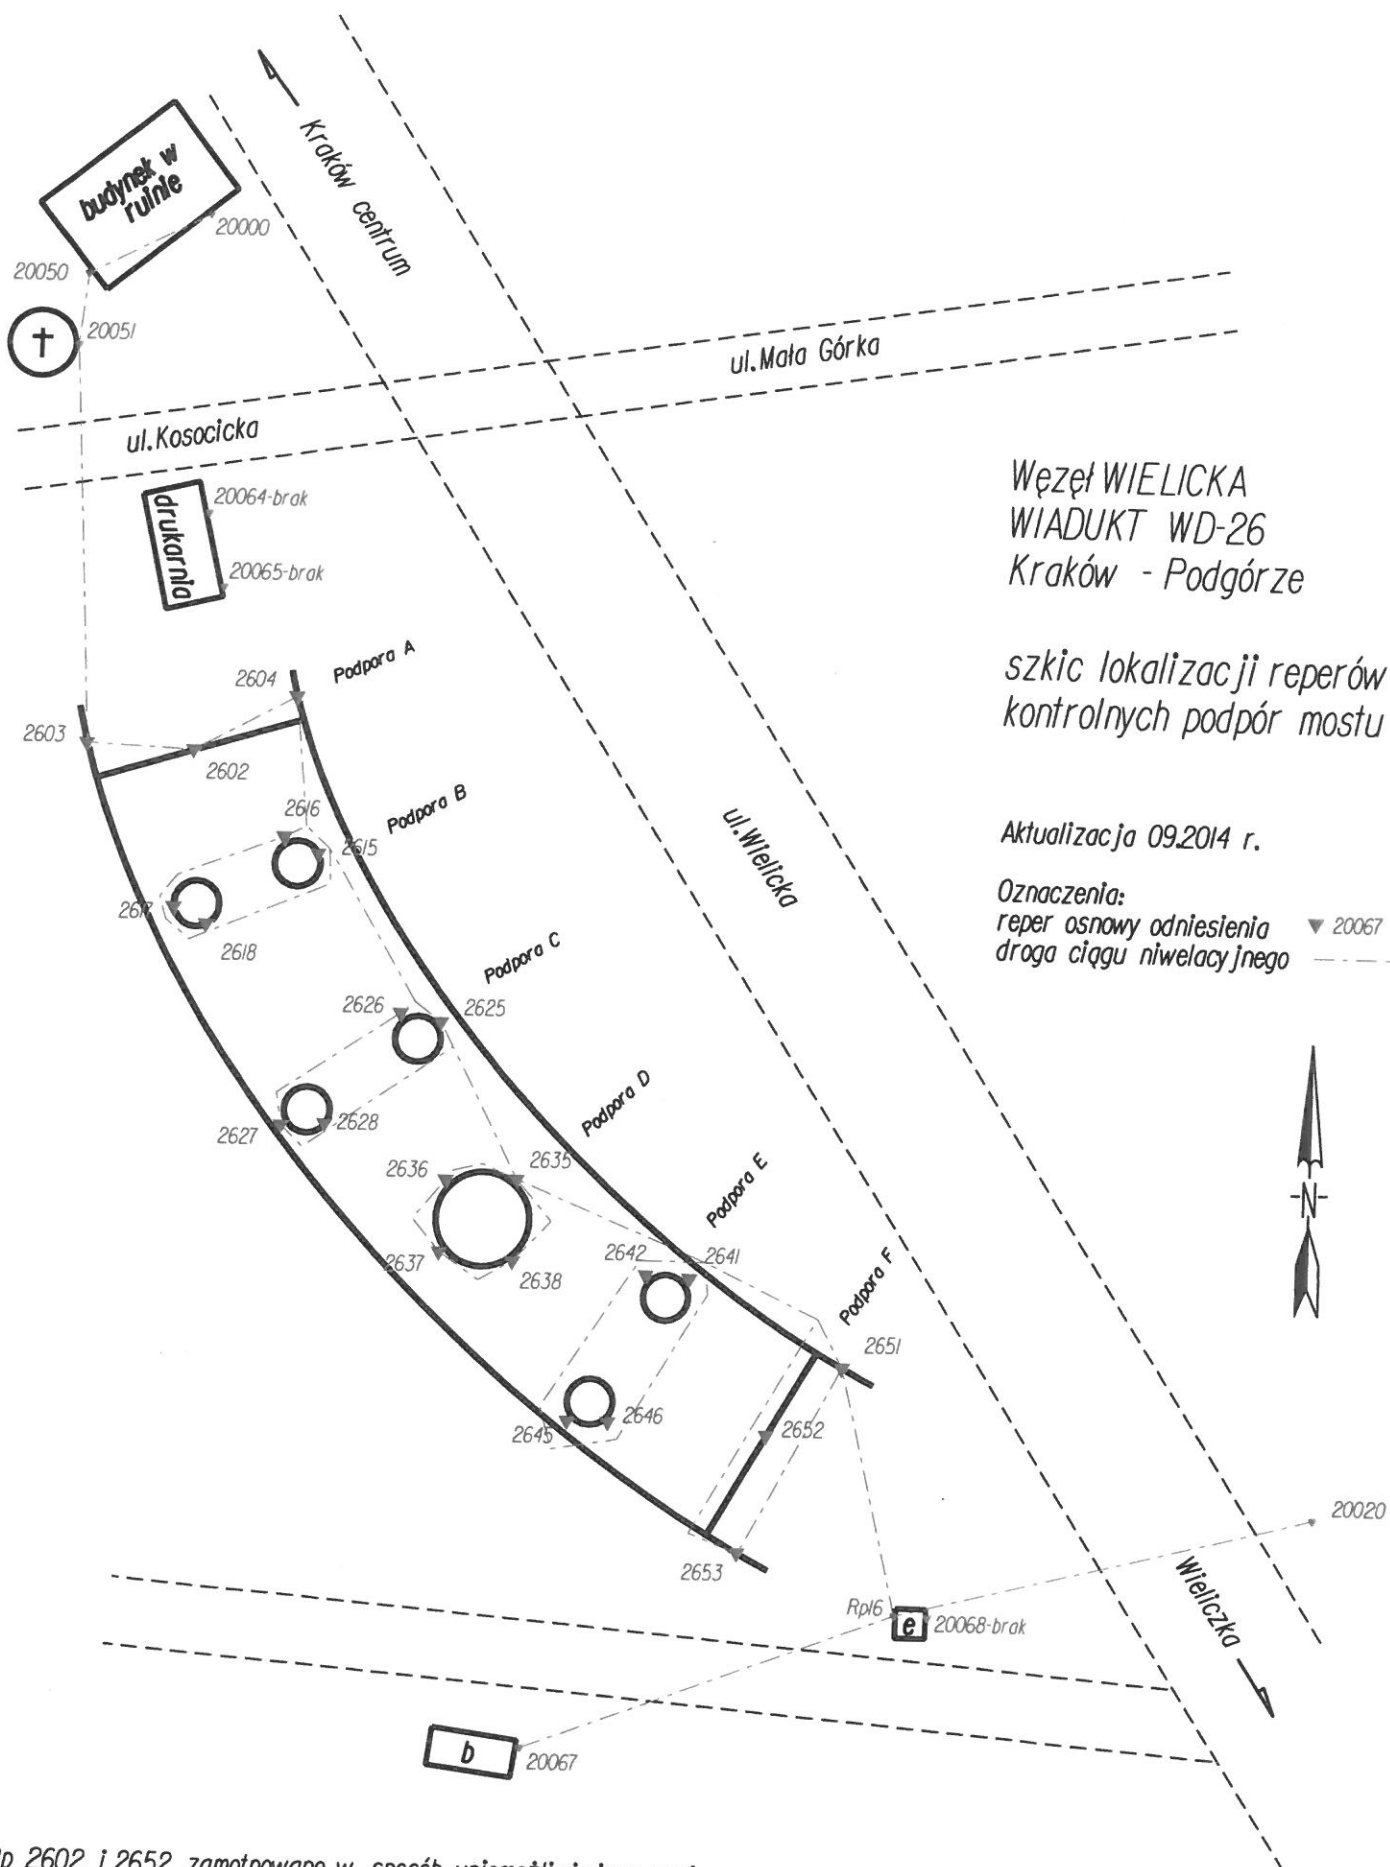 Kraków centrum
budynek w
ruinie
20000
20050
20051
ul.Mała Górka
ul.Kosocicka
drukarnia
20064-brak
20065-brak
Węzeł WIELICKA
WIADUKT WD-26
Kraków - Podgórze
szkic lokalizacji reperów
kontrolnych podpór mostu
Aktualizacja 09.2014 r.
Oznaczenia:
reper osnowy odniesienia 20067
droga ciągu niwelacyjnego
Podpora A
2604
2603
2602
ul.Wielicka
Podpora B
2616
2615
2617
2618
Podpora C
2626
2625
2627
2628
N
Podpora D
2636
2635
2637
2638
Podpora E
2642
2641
2645
2646
Podpora F
2651
2652
2653
20020
Wieliczka
Rp16
e
20068-brak
b
20067
2602 i 2652 w sposób